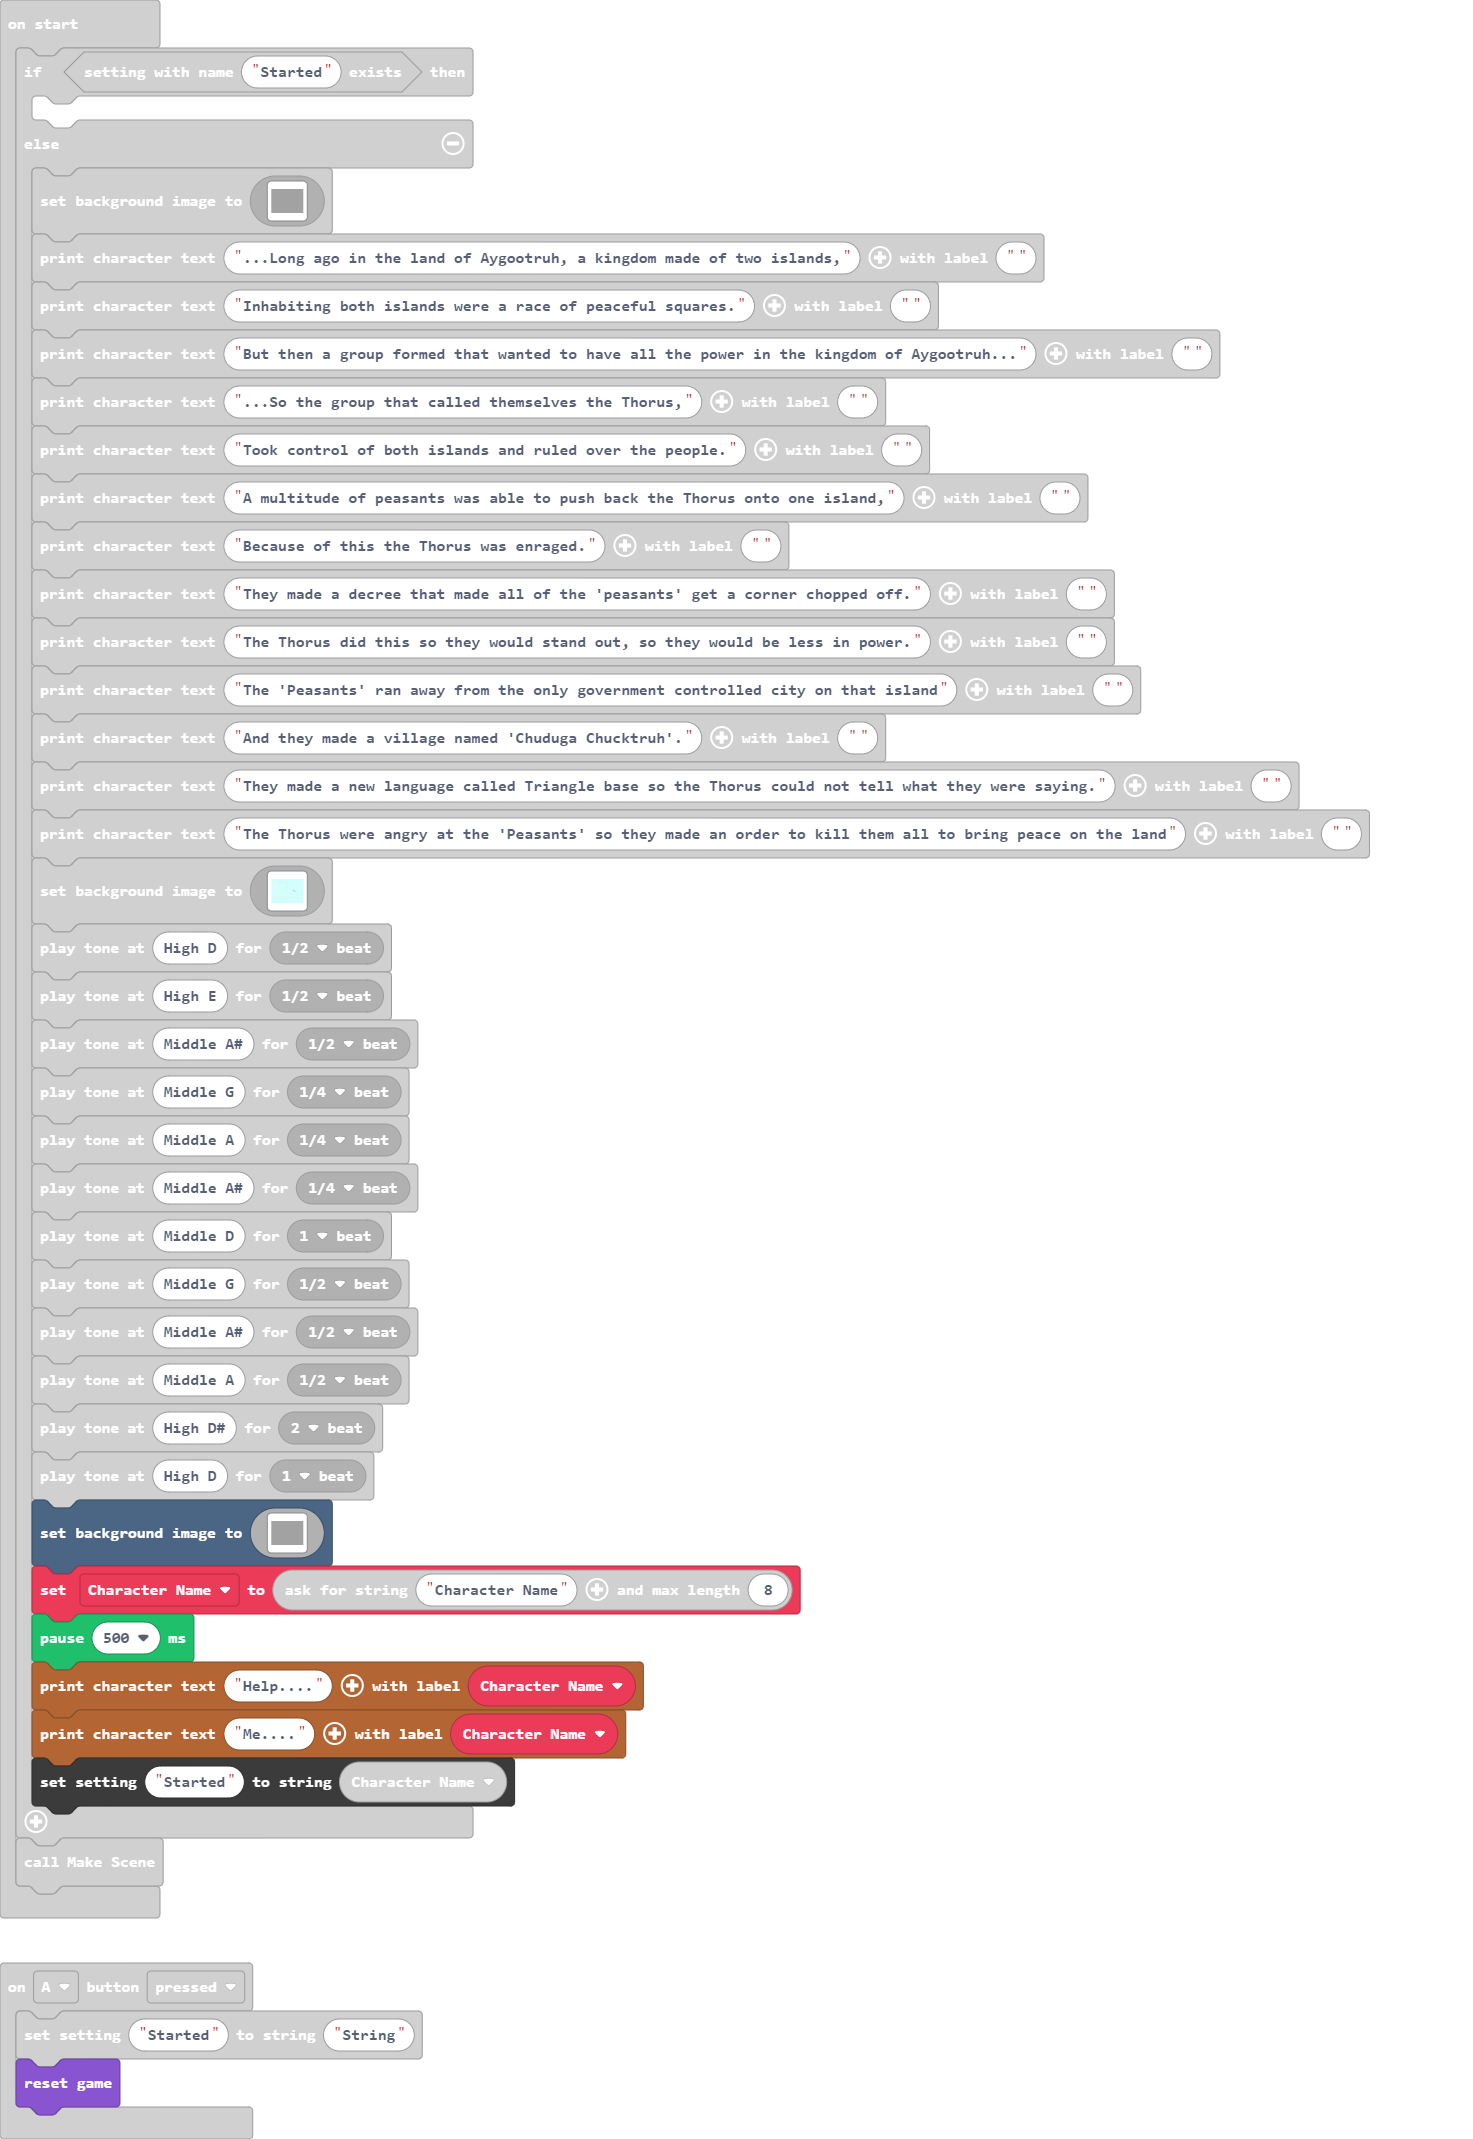 on start
if setting with name "Started" exists then
else
set background image to
print character text "...Long ago in the land of Aygootruh, a kingdom made of two islands," with label ""
print character text "Inhabiting both islands were a race of peaceful squares." with label ""
print character text "But then a group formed that wanted to have all the power in the kingdom of Aygootruh..." with label ""
print character text "...So the group that called themselves the Thorus," with label ""
print character text "Took control of both islands and ruled over the people." with label ""
print character text "A multitude of peasants was able to push back the Thorus onto one island," with label ""
print character text "Because of this the Thorus was enraged." with label ""
print character text "They made a decree that made all of the 'peasants' get a corner chopped off." with label ""
print character text "The Thorus did this so they would stand out, so they would be less in power." with label ""
print character text "The 'Peasants' ran away from the only government controlled city on that island" with label ""
print character text "And they made a village named 'Chuduga Chucktruh'." with label ""
print character text "They made a new language called Triangle base so the Thorus could not tell what they were saying." with label ""
print character text "The Thorus were angry at the 'Peasants' so they made an order to kill them all to bring peace on the land" with label ""
set background image to
play tone at High D for 1/2 beat
play tone at High E for 1/2 beat
play tone at Middle A# for 1/2 beat
play tone at Middle G for 1/4 beat
play tone at Middle A for 1/4 beat
play tone at Middle A# for 1/4 beat
play tone at Middle D for 1 beat
play tone at Middle G for 1/2 beat
play tone at Middle A# for 1/2 beat
play tone at Middle A for 1/2 beat
play tone at High D# for 2 beat
play tone at High D for 1 beat
set background image to
set Character Name to ask for string "Character Name" and max length 8
pause 500 ms
print character text "Help...." with label Character Name
print character text "Me...." with label Character Name
set setting "Started" to string Character Name
call Make Scene
on A button pressed
set setting "Started" to string "String"
reset game